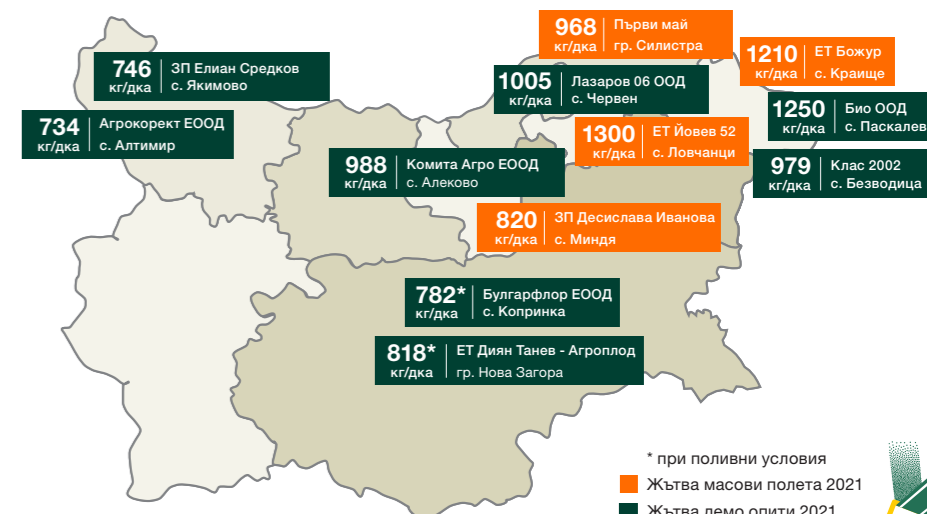 968
кг/дка
Първи май
гр. Силистра
746
кг/дка
ЗП Елиан Средков
с. Якимово
1005
кг/дка
Лазаров 06 ООД
с. Червен
1210
кг/дка
ЕТ Божур
с. Краище
734
кг/дка
Агрокорект ЕООД
с. Алтимир
1250
кг/дка
Био ООД
с. Паскалев
1300
кг/дка
ЕТ Йовев 52
с. Ловчанци
988
кг/дка
Комита Агро ЕООД
с. Алеково
979
кг/дка
Клас 2002
с. Безводица
820
кг/дка
ЗП Десислава Иванова
с. Миндя
782*
кг/дка
Булгарфлор ЕООД
с. Копринка
818*
кг/дка
ЕТ Диян Танев - Агроплод
гр. Нова Загора
* при поливни условия
Жътва масови полета 2021
Жътва демо опити 2021